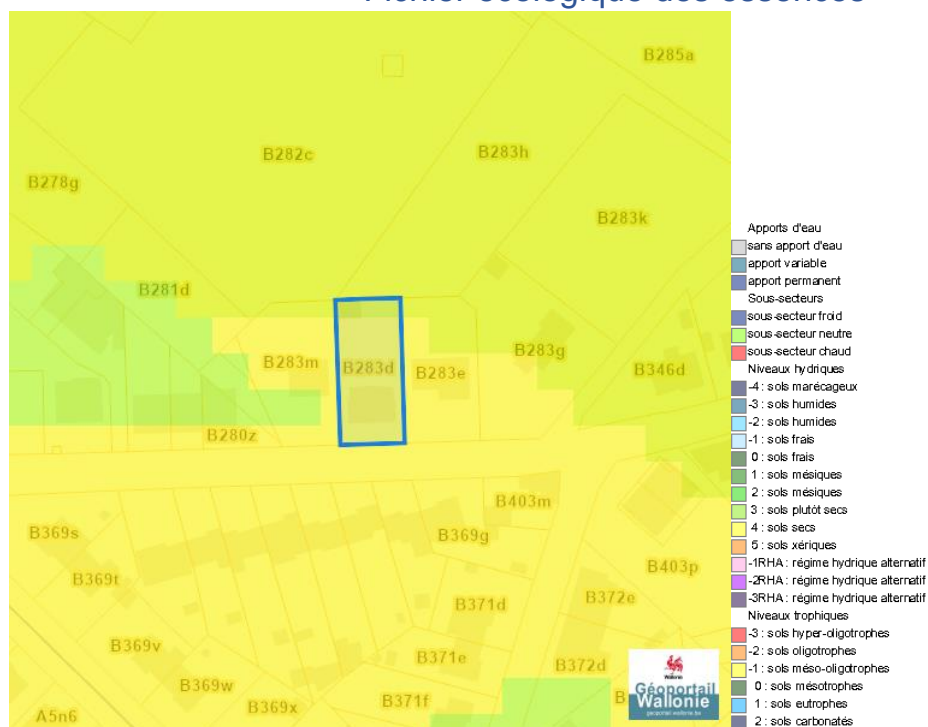 Fichier écologique des essences
B285a
B282c
B283h
B278g
B283k
B281d
B283m
B283d
B283e
B283g
B346d
B280z
B403m
B369s
B369g
B403p
B369t
B371d
B372e
B369v
B371e
B372d
B369w
B369x
B371f
B
A5n6
Wallonie
Géoportail
Wallonie
geoportail.wallonie.be
Apports d'eau
sans apport d'eau
apport variable
apport permanent
Sous-secteurs
sous-secteur froid
sous-secteur neutre
sous-secteur chaud
Niveaux hydriques
-4 : sols marécageux
-3 : sols humides
-2 : sols humides
-1 : sols frais
0 : sols frais
1 : sols mésiques
2 : sols mésiques
3 : sols plutôt secs
4 : sols secs
5 : sols xériques
-1RHA : régime hydrique alternatif
-2RHA : régime hydrique alternatif
-3RHA : régime hydrique alternatif
Niveaux trophiques
-3 : sols hyper-oligotrophes
-2 : sols oligotrophes
-1 : sols méso-oligotrophes
0 : sols mésotrophes
1 : sols eutrophes
2 : sols carbonatés